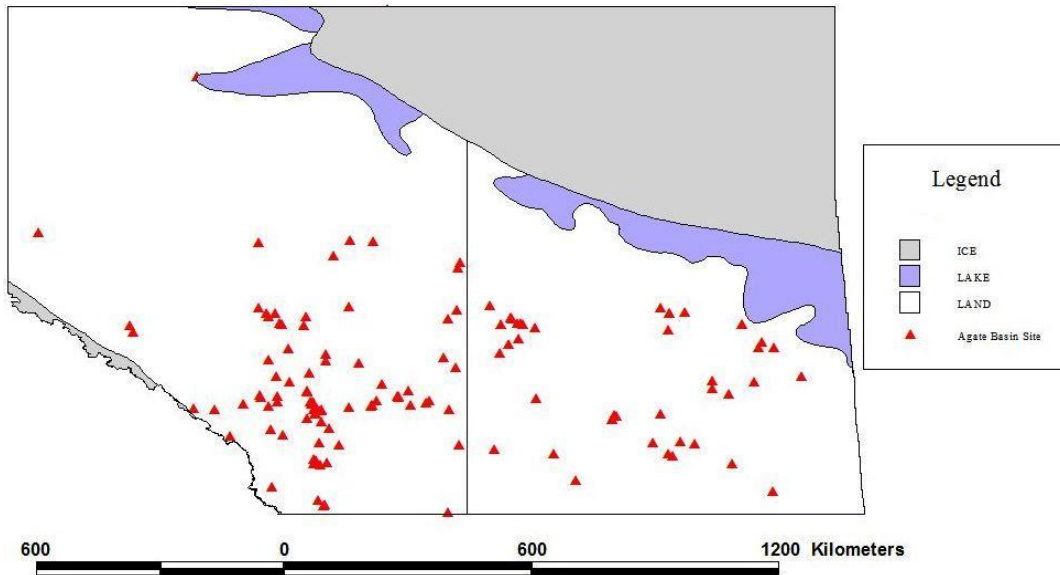 Legend
ICE
LAKE
LAND
Agate Basin Site
600 0 600 1200 Kilometers